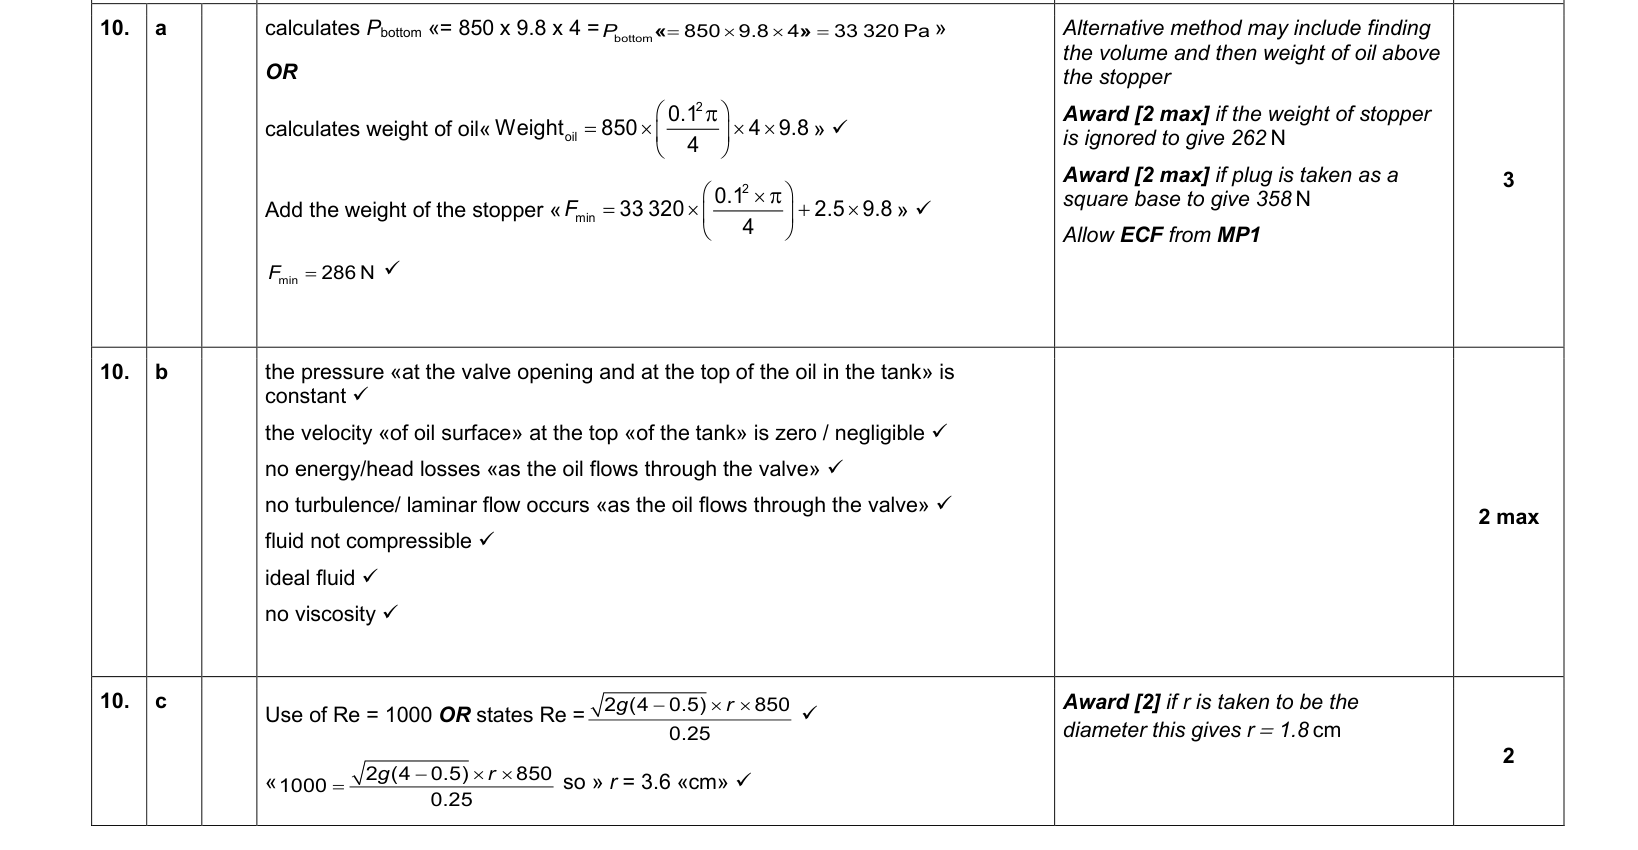 10. a calculates Pbottom «= 850 x 9.8 x 4 = Pbottom «= 850 × 9.8 × 4» = 33 320 Pa »
OR
calculates weight of oil« Weightoil = 850 × (0.1² π / 4) × 4 × 9.8 » ✓
Add the weight of the stopper « Fmin = 33 320 × (0.1² × π / 4) + 2.5 × 9.8 » ✓
Fmin = 286 N ✓
Alternative method may include finding
the volume and then weight of oil above
the stopper
Award [2 max] if the weight of stopper
is ignored to give 262 N
Award [2 max] if plug is taken as a
square base to give 358 N
Allow ECF from MP1
3
10. b the pressure «at the valve opening and at the top of the oil in the tank» is
constant ✓
the velocity «of oil surface» at the top «of the tank» is zero / negligible ✓
no energy/head losses «as the oil flows through the valve» ✓
no turbulence/ laminar flow occurs «as the oil flows through the valve» ✓
fluid not compressible ✓
ideal fluid ✓
no viscosity ✓
2 max
10. c Use of Re = 1000 OR states Re = √(2g(4 – 0.5)) × r × 850 / 0.25 ✓
« 1000 = √(2g(4 – 0.5)) × r × 850 / 0.25 so » r = 3.6 «cm» ✓
Award [2] if r is taken to be the
diameter this gives r = 1.8 cm
2